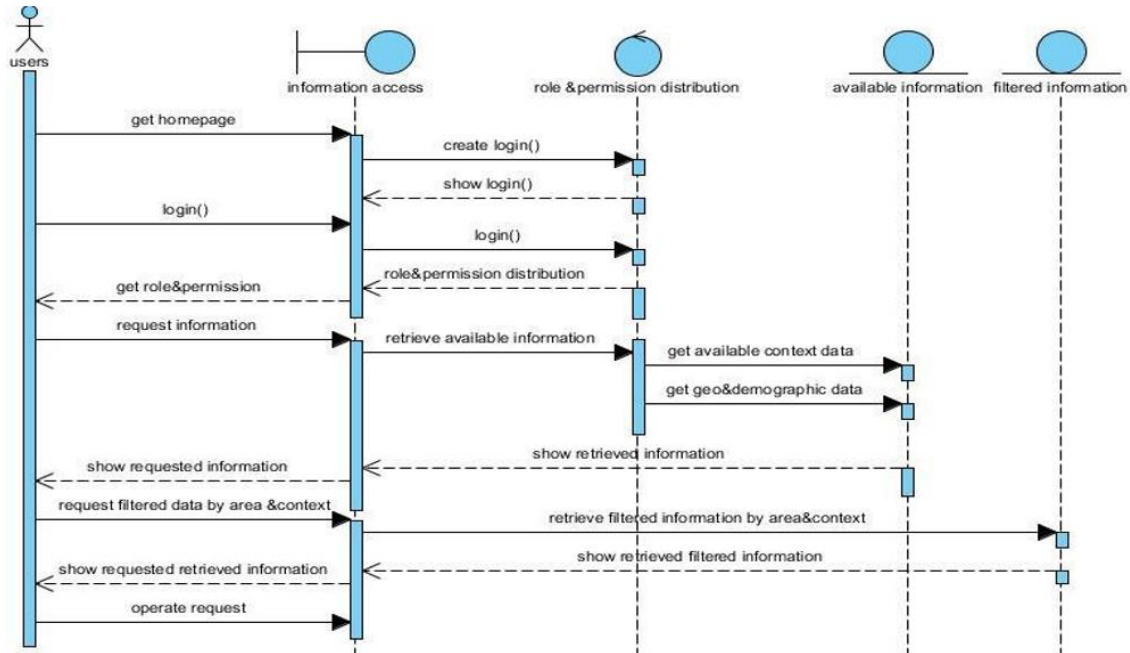 users
information access
role &permission distribution
available information
filtered information
get homepage
create login()
show login()
login()
login()
role&permission distribution
get role&permission
request information
retrieve available information
get available context data
get geo&demographic data
show retrieved information
show requested information
request filtered data by area &context
retrieve filtered information by area&context
show retrieved filtered information
show requested retrieved information
operate request